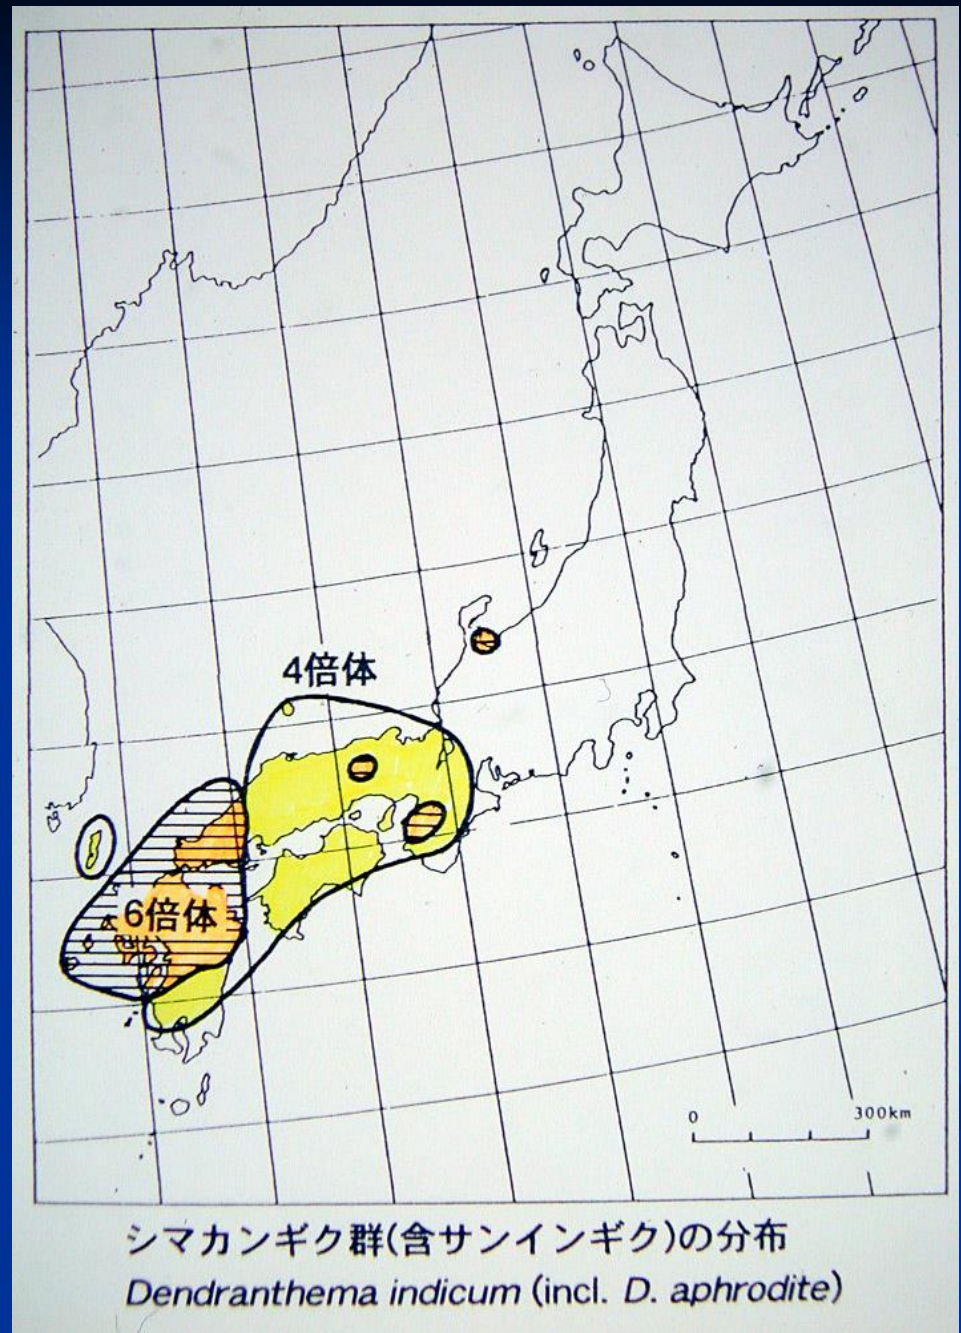 4倍体
6倍体
0 300km
シマカンギク群(含サンインギク)の分布
Dendranthema indicum (incl. D. aphrodite)